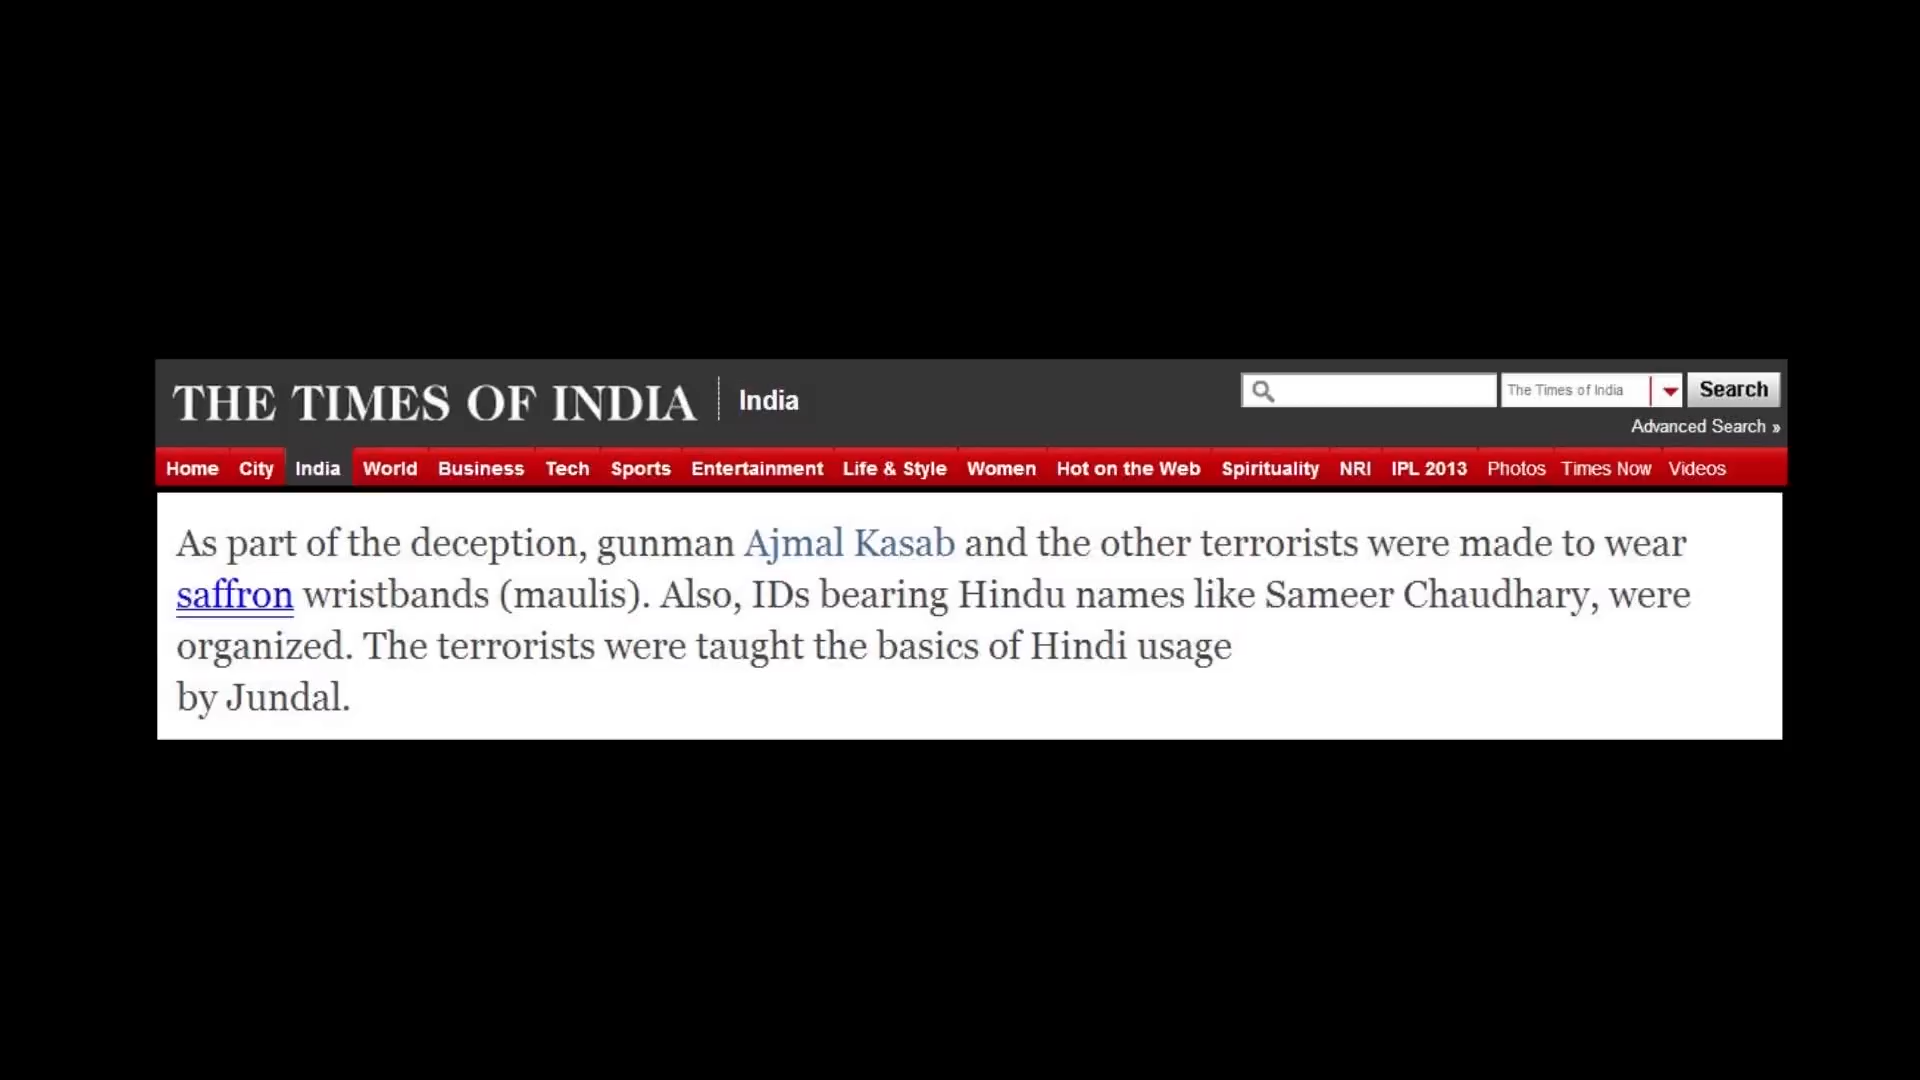 THE TIMES OF INDIA India
The Times of India Search
Advanced Search »
Home City India World Business Tech Sports Entertainment Life & Style Women Hot on the Web Spirituality NRI IPL 2013 Photos Times Now Videos
As part of the deception, gunman Ajmal Kasab and the other terrorists were made to wear
saffron wristbands (maulis). Also, IDs bearing Hindu names like Sameer Chaudhary, were
organized. The terrorists were taught the basics of Hindi usage
by Jundal.